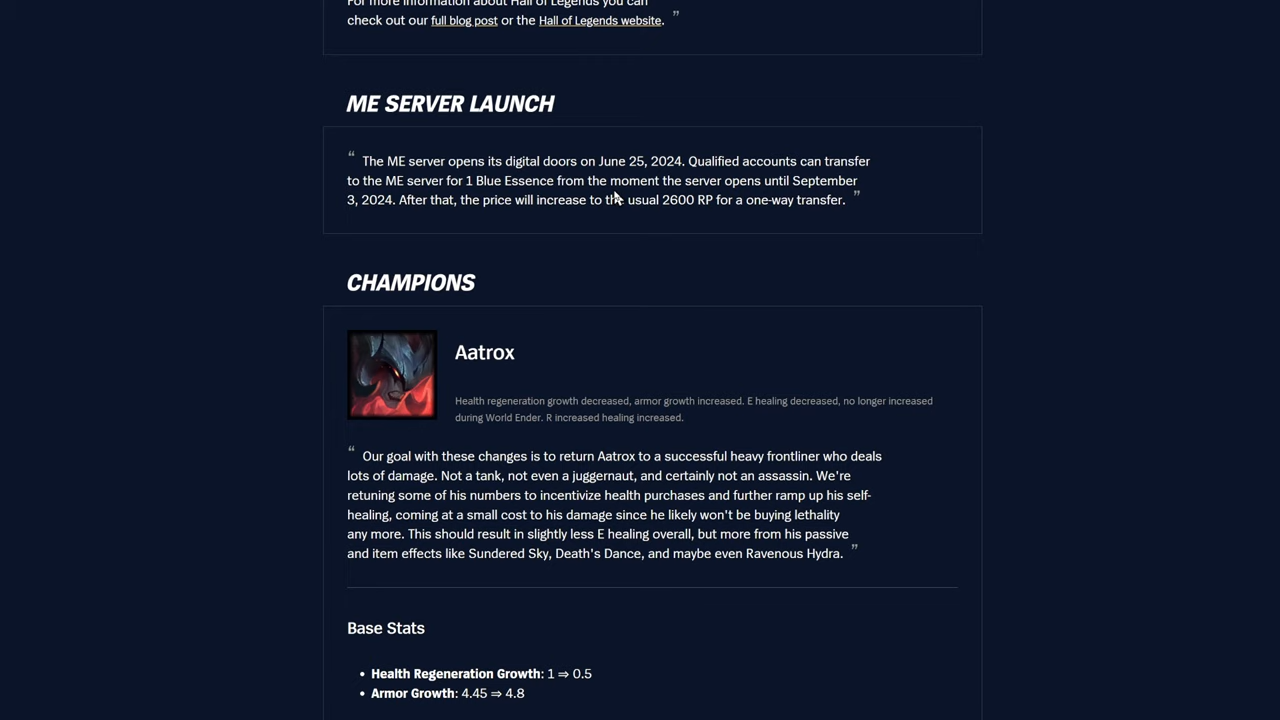 For more information about Hall of Legends you can
check out our full blog post or the Hall of Legends website. ”
ME SERVER LAUNCH
“ The ME server opens its digital doors on June 25, 2024. Qualified accounts can transfer
to the ME server for 1 Blue Essence from the moment the server opens until September
3, 2024. After that, the price will increase to the usual 2600 RP for a one-way transfer. ”
CHAMPIONS
Aatrox
Health regeneration growth decreased, armor growth increased. E healing decreased, no longer increased
during World Ender. R increased healing increased.
“ Our goal with these changes is to return Aatrox to a successful heavy frontliner who deals
lots of damage. Not a tank, not even a juggernaut, and certainly not an assassin. We're
retuning some of his numbers to incentivize health purchases and further ramp up his self-
healing, coming at a small cost to his damage since he likely won't be buying lethality
any more. This should result in slightly less E healing overall, but more from his passive
and item effects like Sundered Sky, Death's Dance, and maybe even Ravenous Hydra. ”
Base Stats
• Health Regeneration Growth: 1 ⇒ 0.5
• Armor Growth: 4.45 ⇒ 4.8